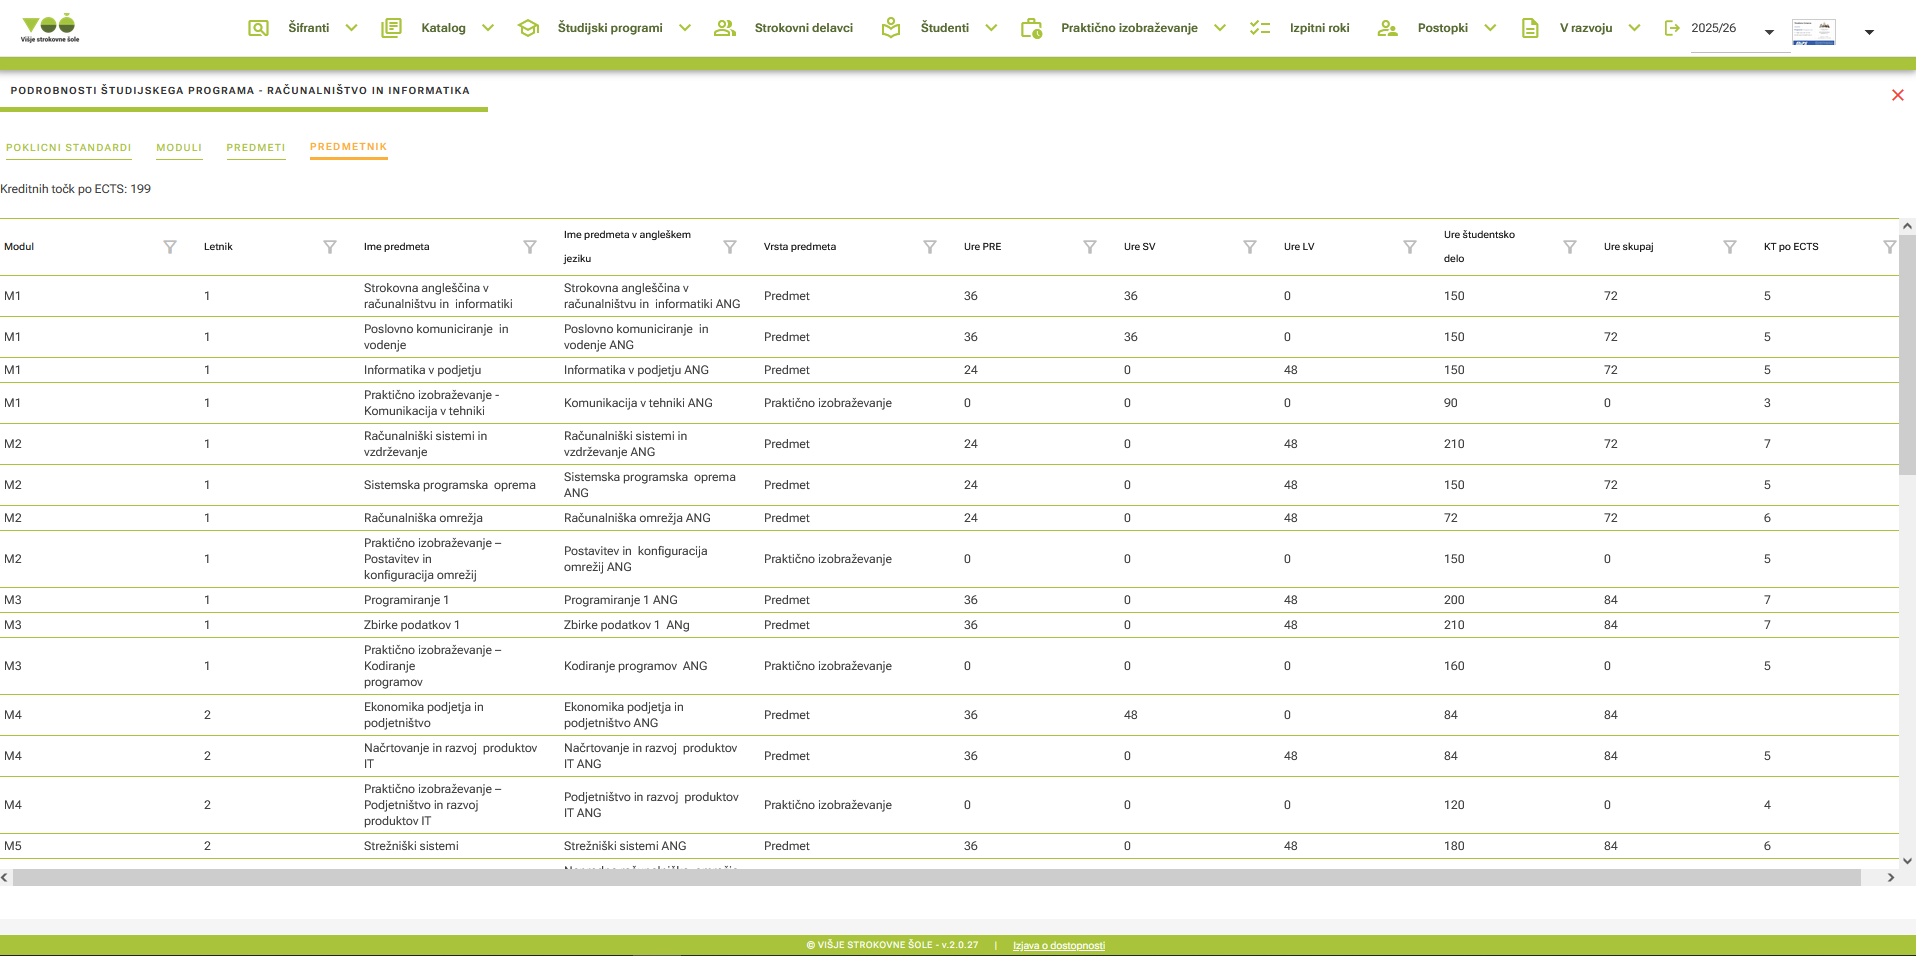 VOŠ
Višje strokovne šole
Šifranti
Katalog
Študijski programi
Strokovni delavci
Študenti
Praktično izobraževanje
Izpitni roki
Postopki
V razvoju
2025/26
PODROBNOSTI ŠTUDIJSKEGA PROGRAMA - RAČUNALNIŠTVO IN INFORMATIKA
POKLICNI STANDARDI MODULI PREDMETI PREDMETNIK
Kreditnih točk po ECTS: 199
Modul Letnik Ime predmeta Ime predmeta v angleškem jeziku Vrsta predmeta Ure PRE Ure SV Ure LV Ure študentsko delo Ure skupaj KT po ECTS
M1 1 Strokovna angleščina v računalništvu in informatiki Strokovna angleščina v računalništvu in informatiki ANG Predmet 36 36 0 150 72 5
M1 1 Poslovno komuniciranje in vodenje Poslovno komuniciranje in vodenje ANG Predmet 36 36 0 150 72 5
M1 1 Informatika v podjetju Informatika v podjetju ANG Predmet 24 0 48 150 72 5
M1 1 Praktično izobraževanje - Komunikacija v tehniki Komunikacija v tehniki ANG Praktično izobraževanje 0 0 0 90 0 3
M2 1 Računalniški sistemi in vzdrževanje Računalniški sistemi in vzdrževanje ANG Predmet 24 0 48 210 72 7
M2 1 Sistemska programska oprema Sistemska programska oprema ANG Predmet 24 0 48 150 72 5
M2 1 Računalniška omrežja Računalniška omrežja ANG Predmet 24 0 48 72 72 6
M2 1 Praktično izobraževanje – Postavitev in konfiguracija omrežij Postavitev in konfiguracija omrežij ANG Praktično izobraževanje 0 0 0 150 0 5
M3 1 Programiranje 1 Programiranje 1 ANG Predmet 36 0 48 200 84 7
M3 1 Zbirke podatkov 1 Zbirke podatkov 1 ANg Predmet 36 0 48 210 84 7
M3 1 Praktično izobraževanje – Kodiranje programov Kodiranje programov ANG Praktično izobraževanje 0 0 0 160 0 5
M4 2 Ekonomika podjetja in podjetništvo Ekonomika podjetja in podjetništvo ANG Predmet 36 48 0 84 84
M4 2 Načrtovanje in razvoj produktov IT Načrtovanje in razvoj produktov IT ANG Predmet 36 0 48 84 84 5
M4 2 Praktično izobraževanje – Podjetništvo in razvoj produktov IT Podjetništvo in razvoj produktov IT ANG Praktično izobraževanje 0 0 0 120 0 4
M5 2 Strežniški sistemi Strežniški sistemi ANG Predmet 36 0 48 180 84 6
© VIŠJE STROKOVNE ŠOLE - v.2.0.27 | Izjava o dostopnosti